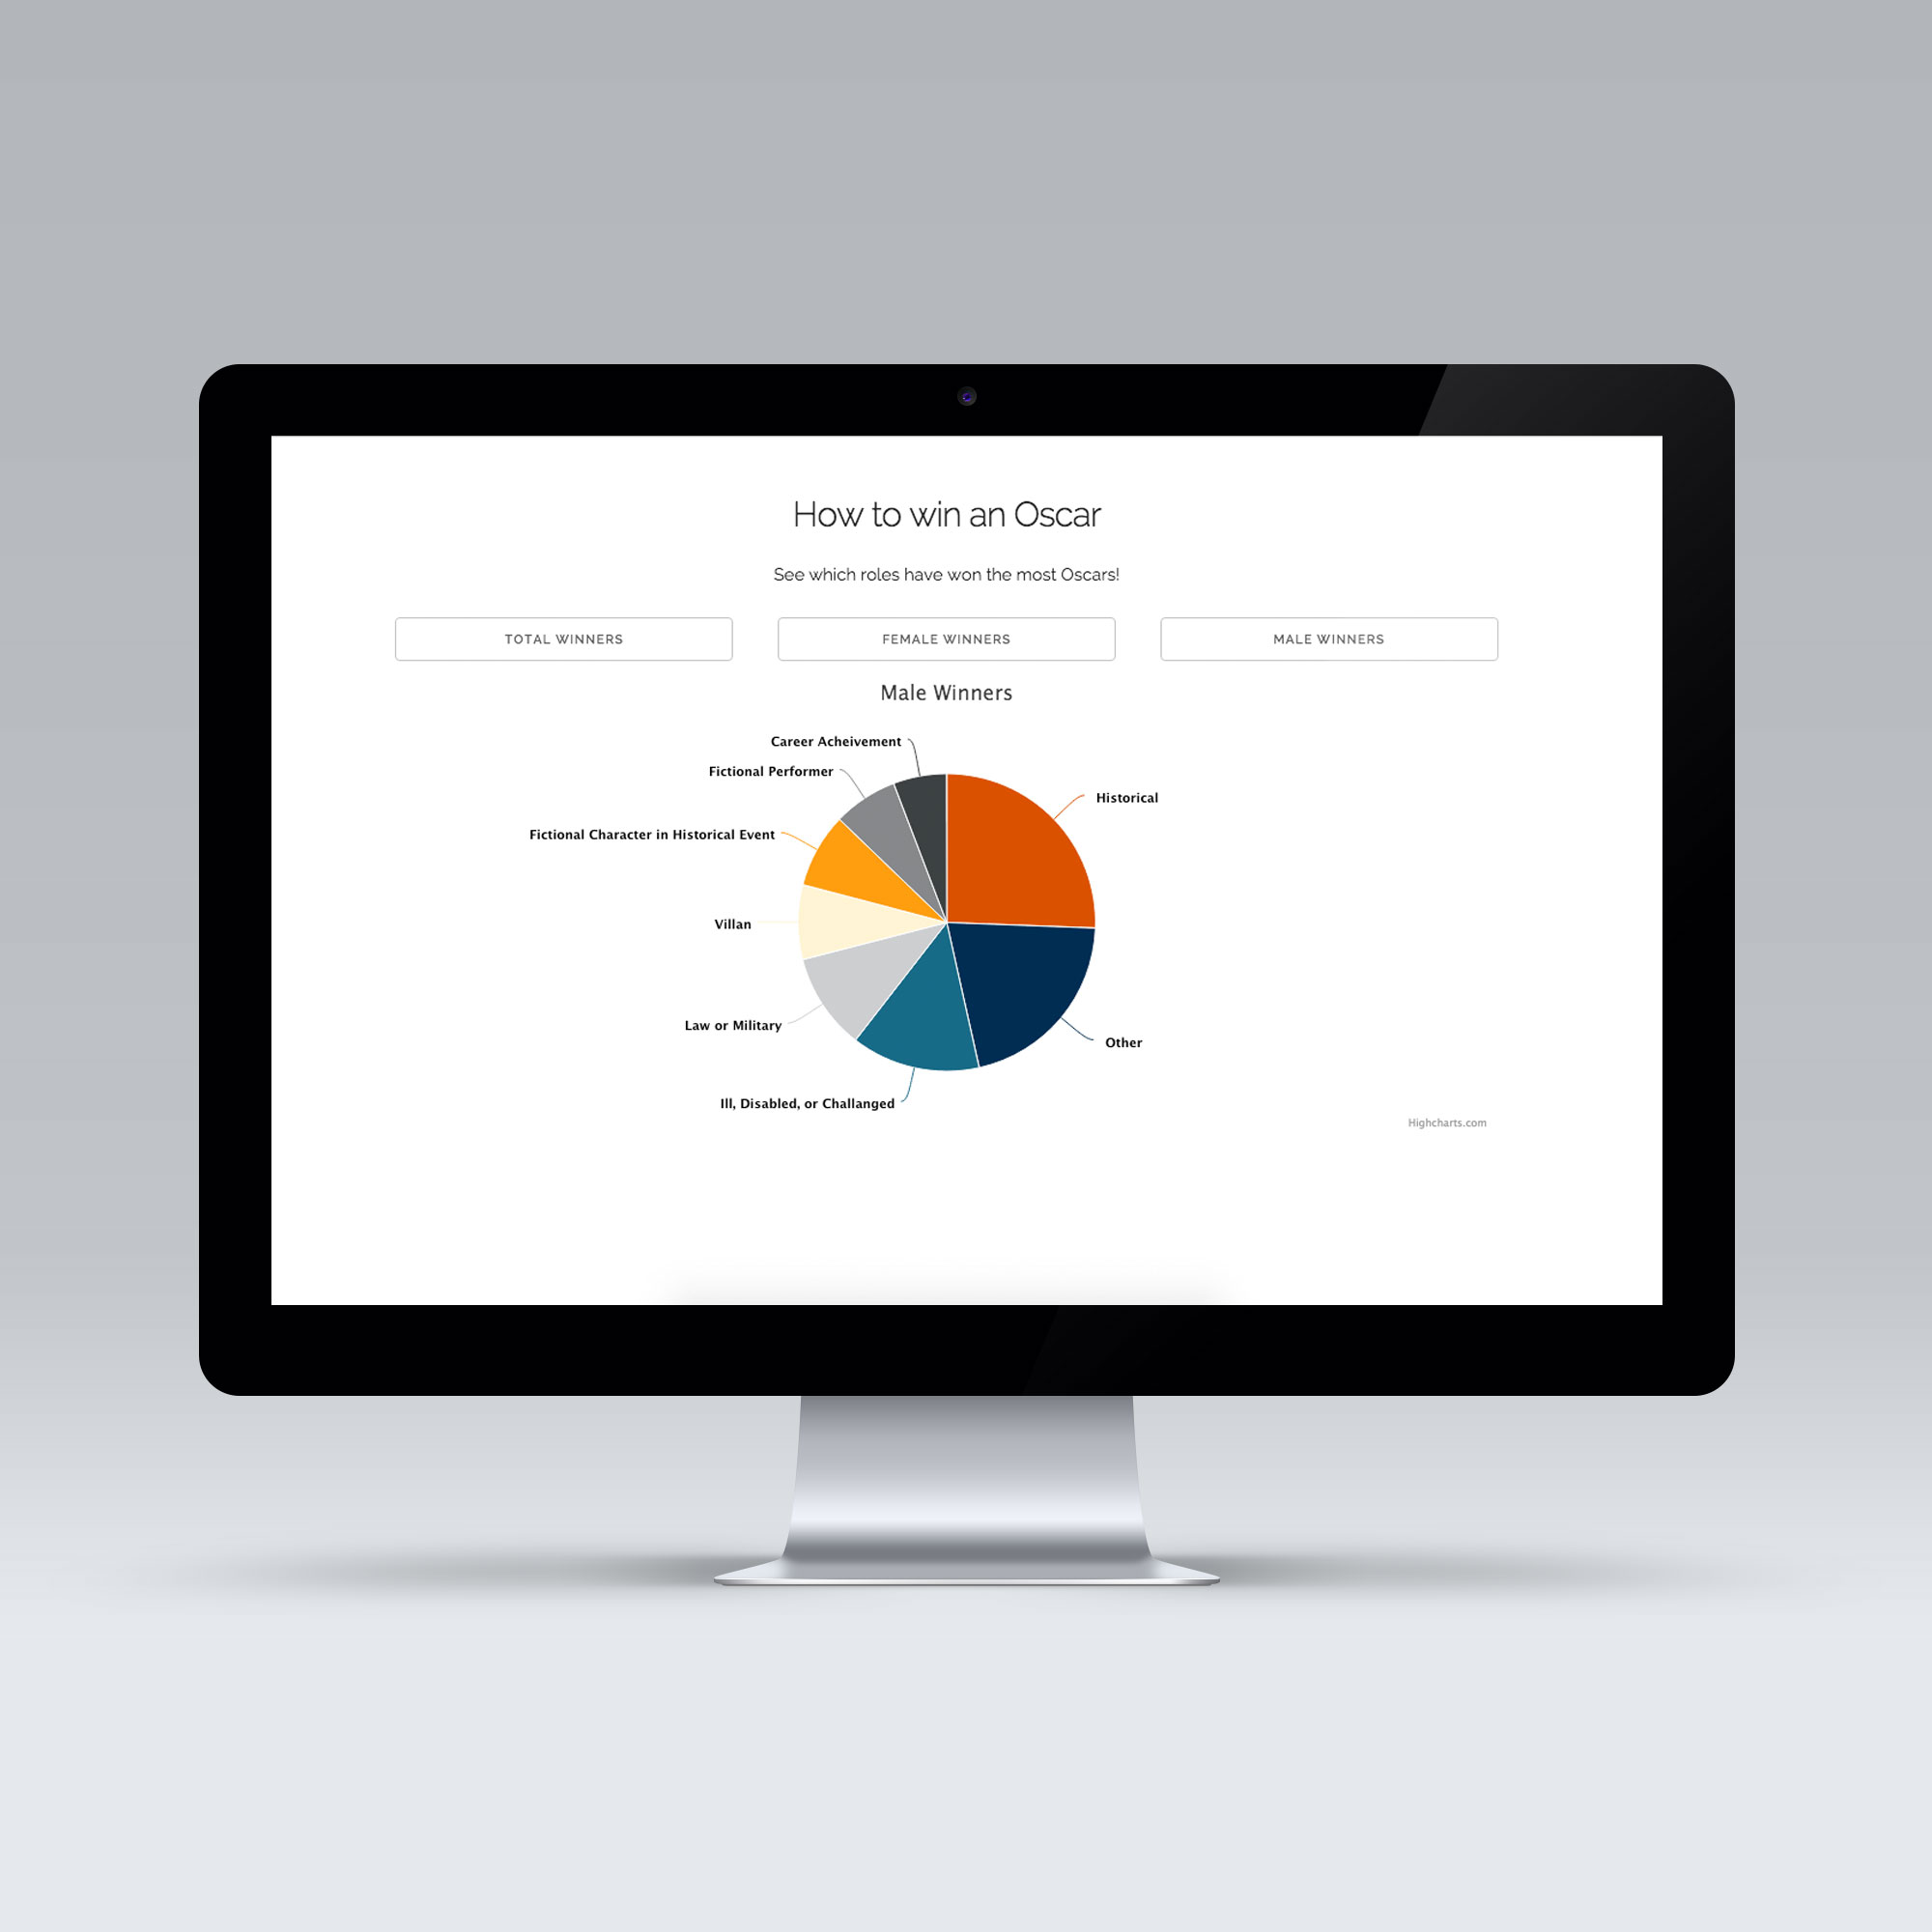 How to win an Oscar
See which roles have won the most Oscars!
TOTAL WINNERS
FEMALE WINNERS
MALE WINNERS
Male Winners
Career Acheivement
Fictional Performer
Historical
Fictional Character in Historical Event
Villan
Law or Military
Other
Ill, Disabled, or Challanged
Highcharts.com